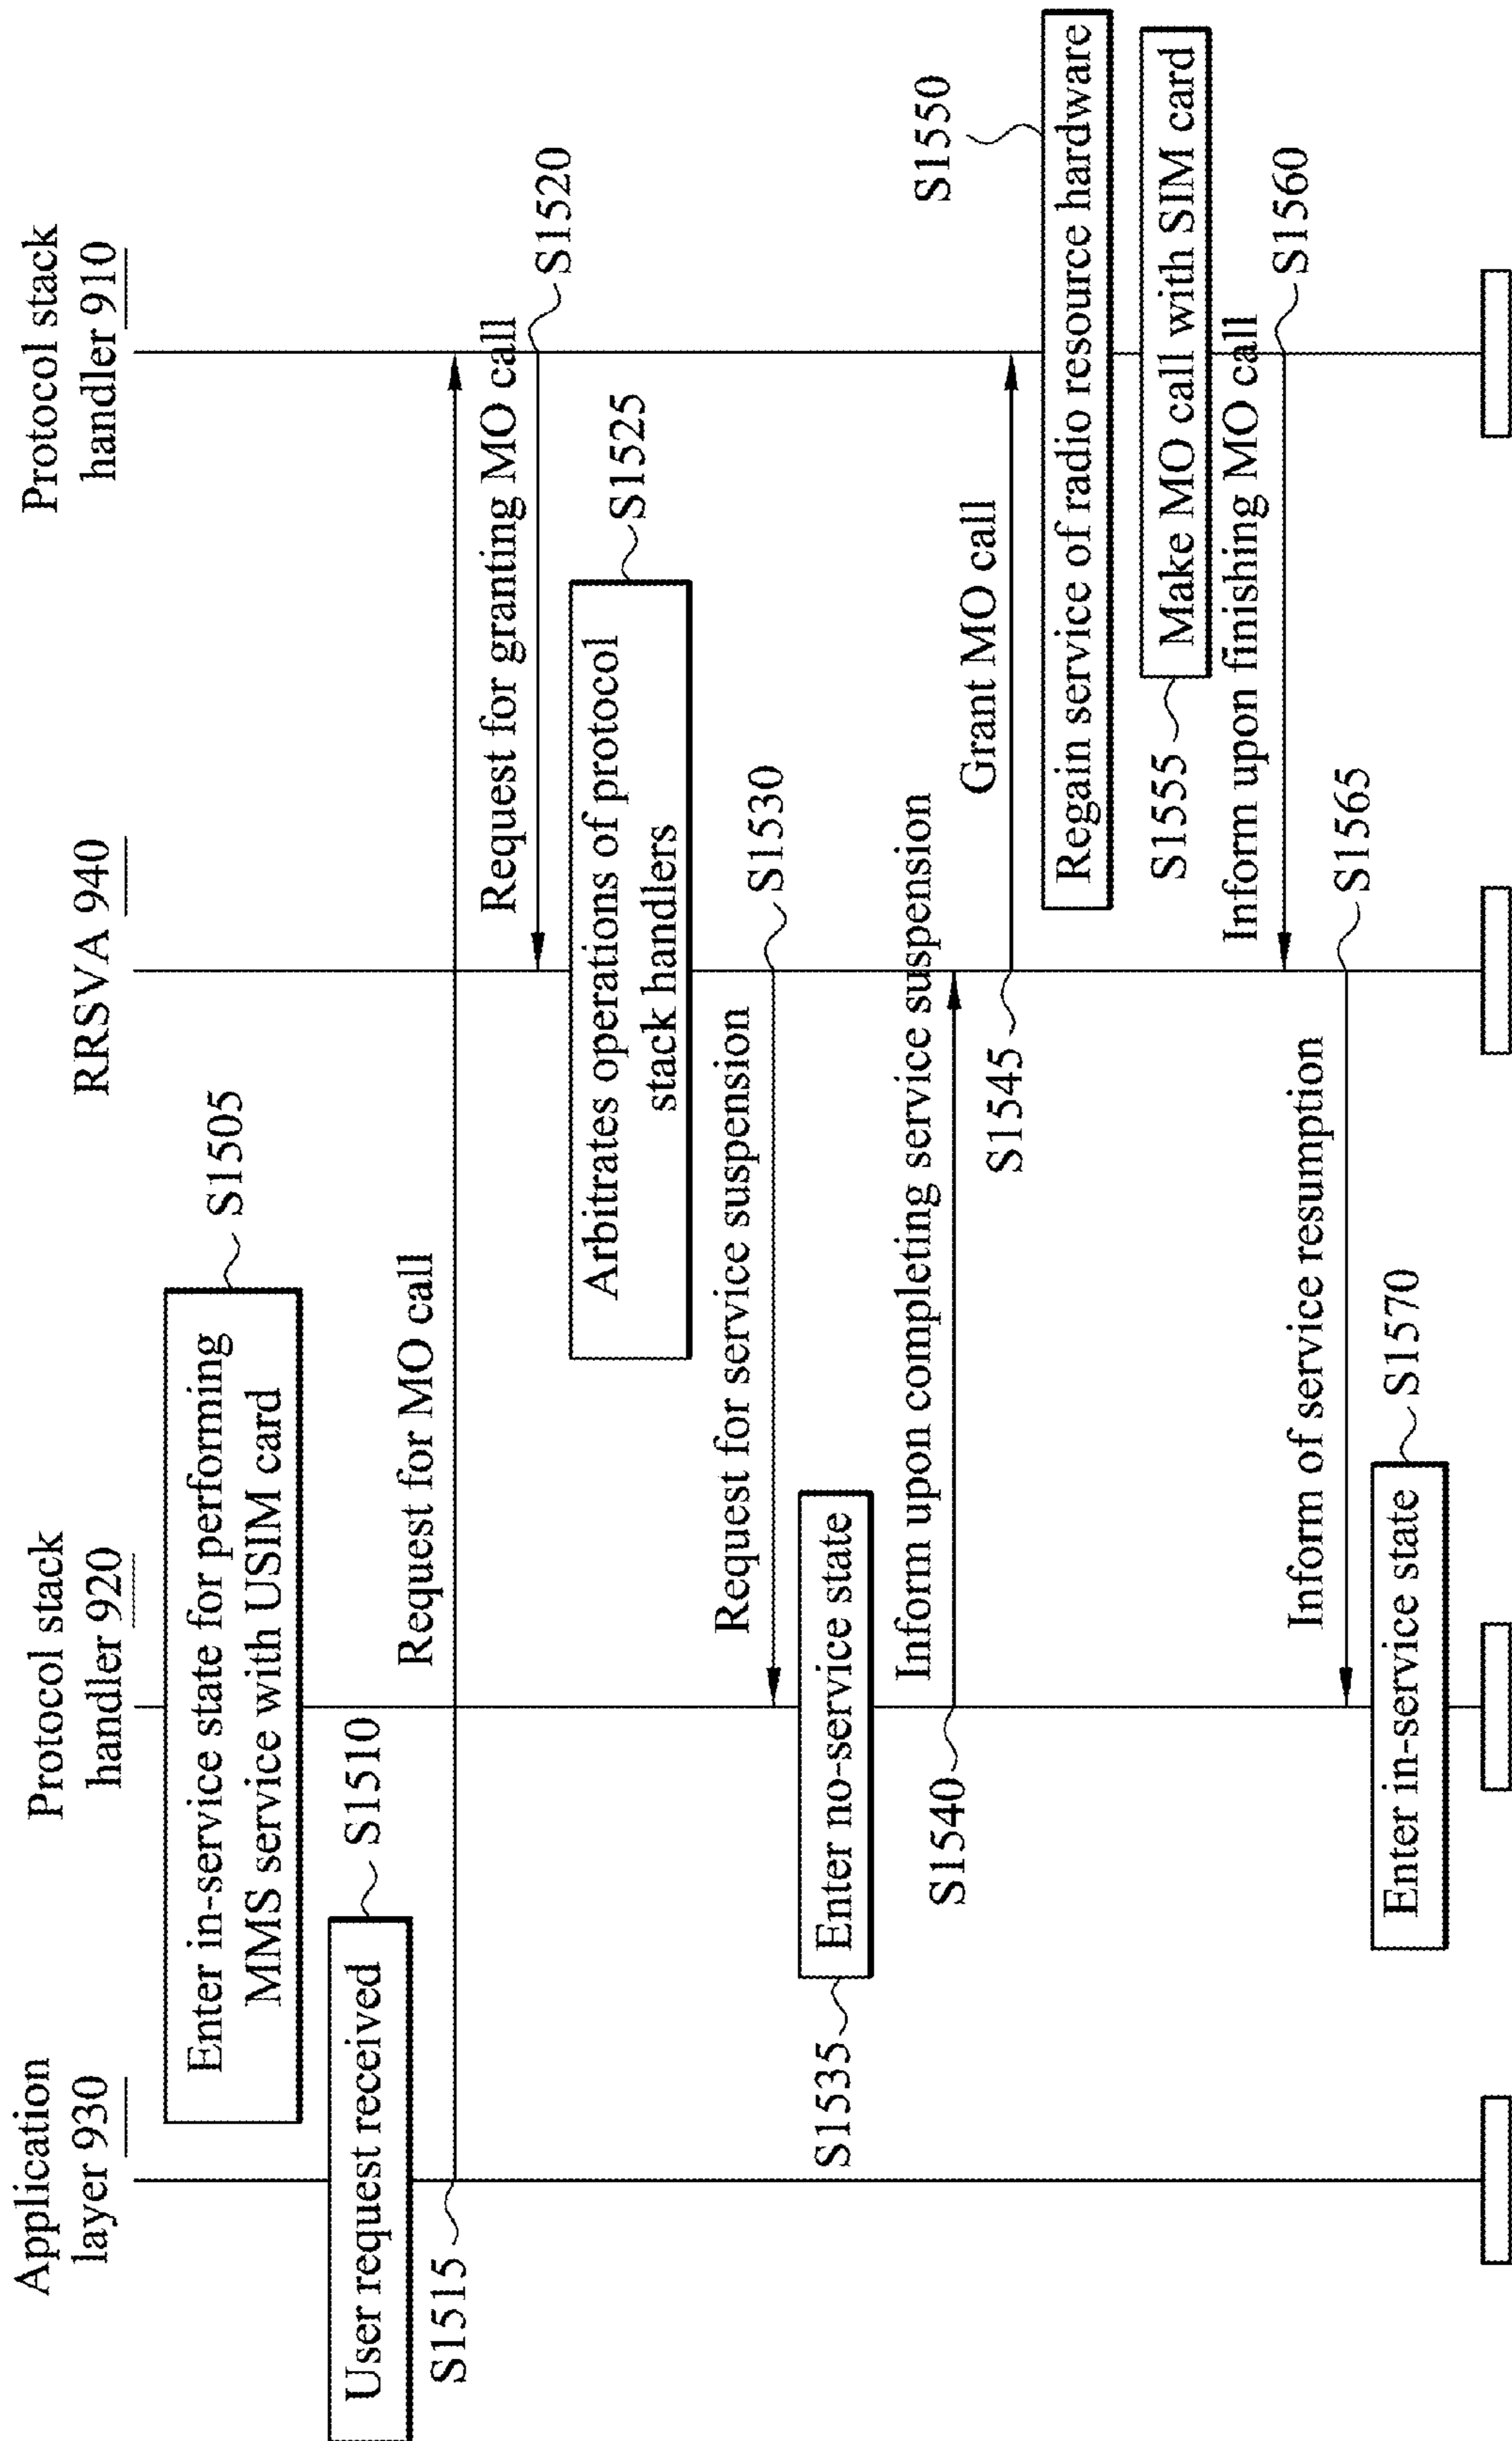 Application
layer 930
Protocol stack
handler 920
RRSVA 940
Protocol stack
handler 910
Enter in-service state for performing
MMS service with USIM card
S1505
User request received
S1510
Request for MO call
S1515
Request for granting MO call
S1520
Arbitrates operations of protocol
stack handlers
S1525
Request for service suspension
S1530
Enter no-service state
S1535
Inform upon completing service suspension
S1540
Grant MO call
S1545
S1550
Regain service of radio resource hardware
Make MO call with SIM card
S1555
Inform upon finishing MO call
S1560
Inform of service resumption
S1565
Enter in-service state
S1570